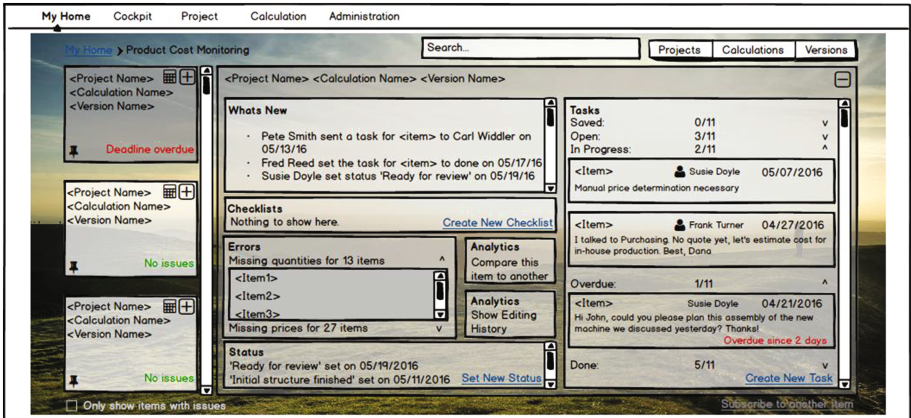 My Home Cockpit Project Calculation Administration
My Home > Product Cost Monitoring
Search...
Projects Calculations Versions
<Project Name>
<Calculation Name>
<Version Name>
Deadline overdue
<Project Name>
<Calculation Name>
<Version Name>
No issues
<Project Name>
<Calculation Name>
<Version Name>
No issues
Only show items with issues
<Project Name> <Calculation Name> <Version Name>
Whats New
· Pete Smith sent a task for <item> to Carl Widdler on
05/13/16
· Fred Reed set the task for <item> to done on 05/17/16
· Susie Doyle set status 'Ready for review' on 05/19/16
Checklists
Nothing to show here. Create New Checklist
Errors
Missing quantities for 13 items ^
<Item1>
<Item2>
<Item3>
Missing prices for 27 items v
Analytics
Compare this
item to another
Analytics
Show Editing
History
Status
'Ready for review' set on 05/19/2016
'Initial structure finished' set on 05/11/2016 Set New Status
Tasks
Saved: 0/11 v
Open: 3/11 v
In Progress: 2/11 ^
<Item> Susie Doyle 05/07/2016
Manual price determination necessary
<Item> Frank Turner 04/27/2016
I talked to Purchasing. No quote yet, let's estimate cost for
in-house production. Best, Dana
Overdue: 1/11 ^
<Item> Susie Doyle 04/21/2016
Hi John, could you please plan this assembly of the new
machine we discussed yesterday? Thanks!
Overdue since 2 days
Done: 5/11 v
Create New Task
Subscribe to another item